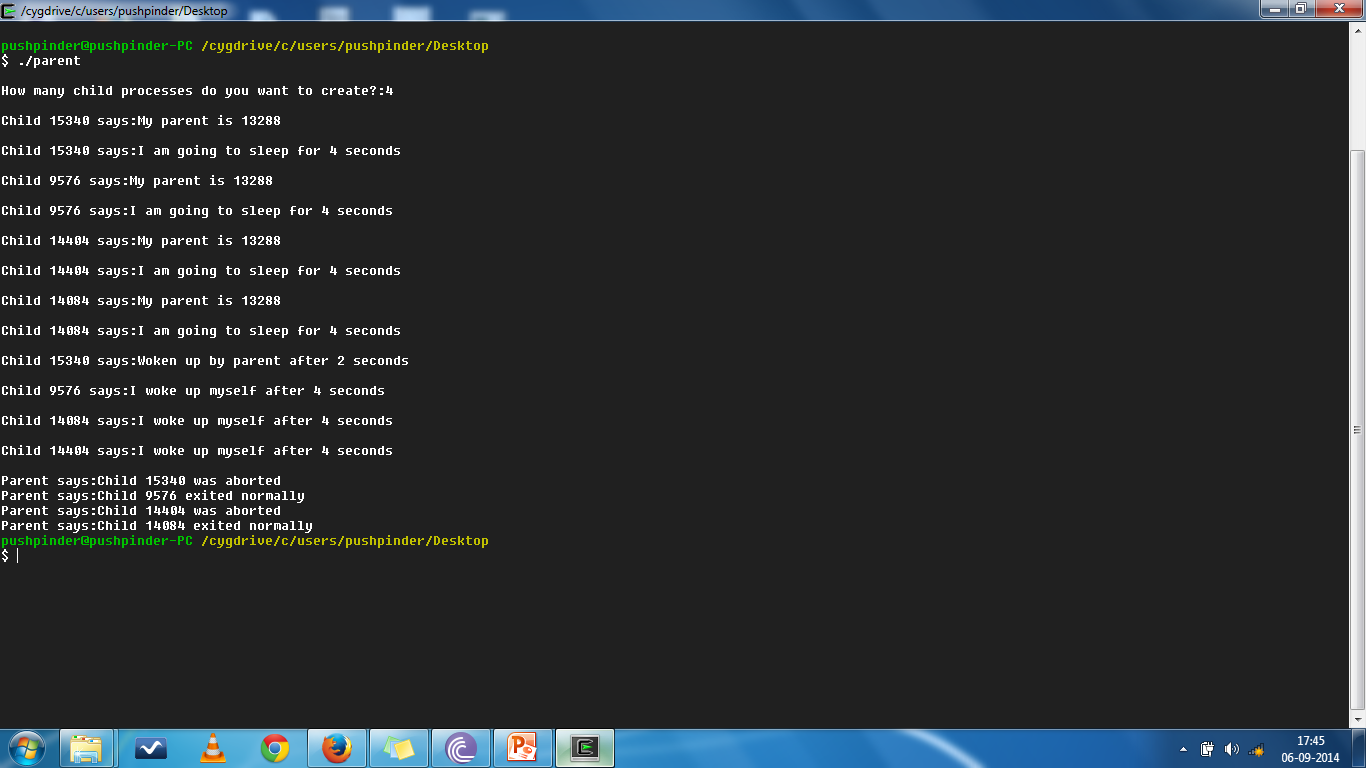 /cygdrive/c/users/pushpinder/Desktop
pushpinder@pushpinder-PC /cygdrive/c/users/pushpinder/Desktop
$ ./parent
How many child processes do you want to create?:4
Child 15340 says:My parent is 13288
Child 15340 says:I am going to sleep for 4 seconds
Child 9576 says:My parent is 13288
Child 9576 says:I am going to sleep for 4 seconds
Child 14404 says:My parent is 13288
Child 14404 says:I am going to sleep for 4 seconds
Child 14084 says:My parent is 13288
Child 14084 says:I am going to sleep for 4 seconds
Child 15340 says:Woken up by parent after 2 seconds
Child 9576 says:I woke up myself after 4 seconds
Child 14084 says:I woke up myself after 4 seconds
Child 14404 says:I woke up myself after 4 seconds
Parent says:Child 15340 was aborted
Parent says:Child 9576 exited normally
Parent says:Child 14404 was aborted
Parent says:Child 14084 exited normally
pushpinder@pushpinder-PC /cygdrive/c/users/pushpinder/Desktop
$
17:45
06-09-2014